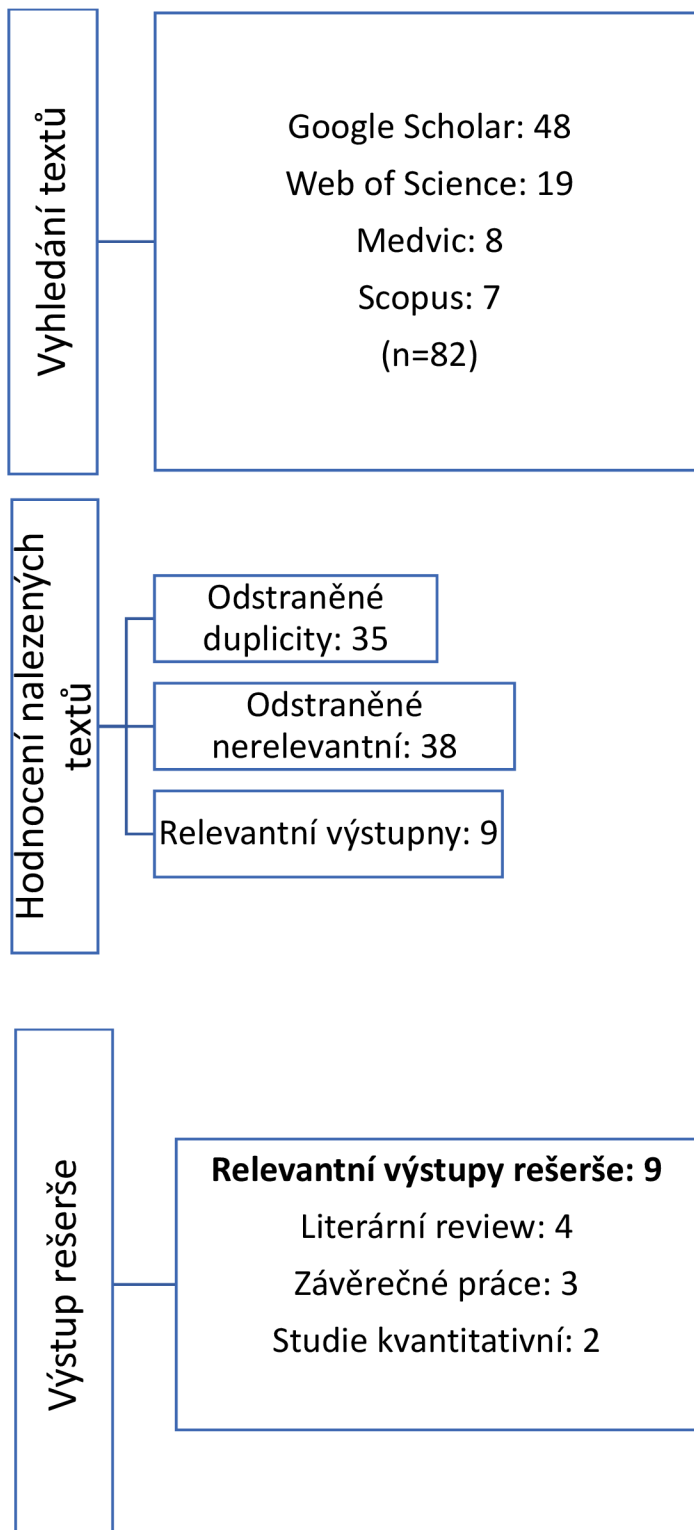 Vyhledání textů
Google Scholar: 48
Web of Science: 19
Medvic: 8
Scopus: 7
(n=82)
Hodnocení nalezených
textů
Odstraněné
duplicity: 35
Odstraněné
nerelevantní: 38
Relevantní výstupny: 9
Výstup rešerše
Relevantní výstupy rešerše: 9
Literární review: 4
Závěrečné práce: 3
Studie kvantitativní: 2